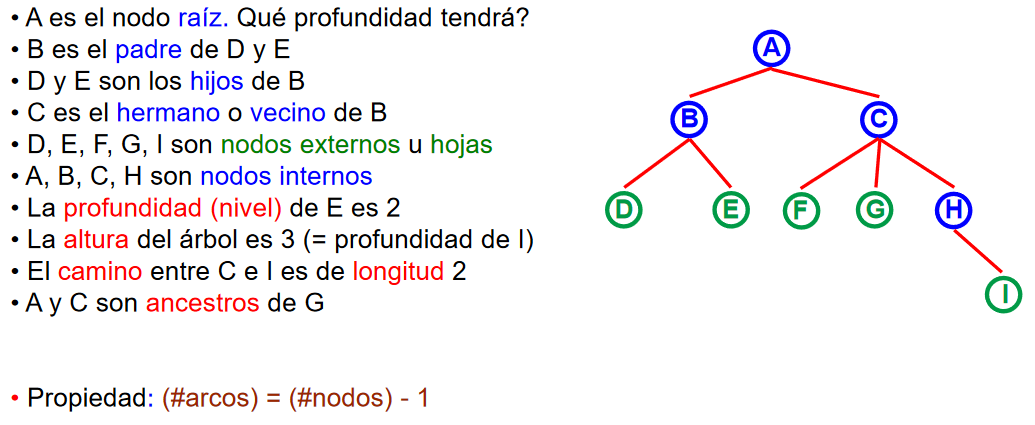 • A es el nodo raíz. Qué profundidad tendrá?
• B es el padre de D y E
• D y E son los hijos de B
• C es el hermano o vecino de B
• D, E, F, G, I son nodos externos u hojas
• A, B, C, H son nodos internos
• La profundidad (nivel) de E es 2
• La altura del árbol es 3 (= profundidad de I)
• El camino entre C e I es de longitud 2
• A y C son ancestros de G
• Propiedad: (#arcos) = (#nodos) - 1
A
B C
D E F G H
I